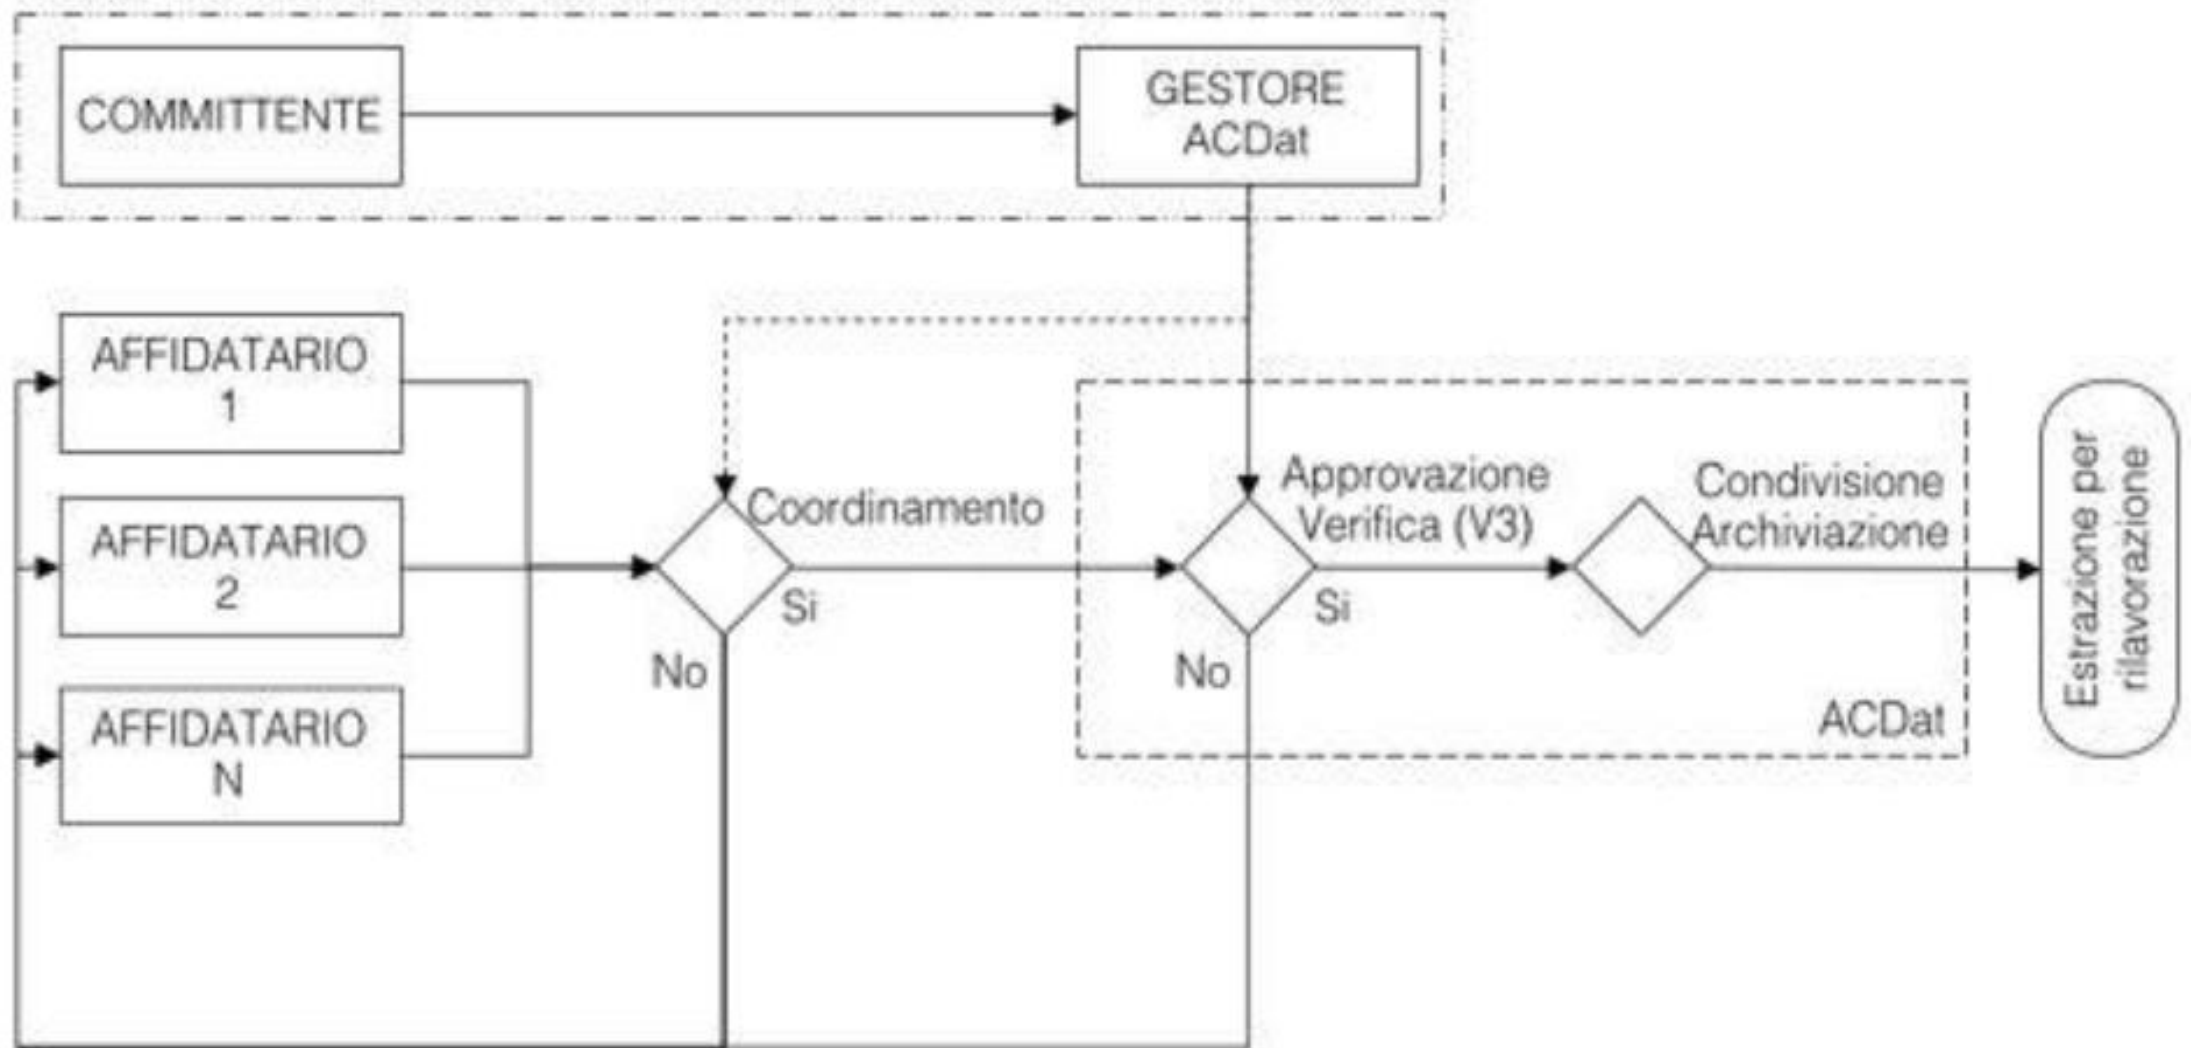 COMMITTENTE
GESTORE
ACDat
AFFIDATARIO
1
AFFIDATARIO
2
AFFIDATARIO
N
Coordinamento
Si
No
Approvazione
Verifica (V3)
Si
No
Condivisione
Archiviazione
ACDat
Estrazione per
rilavorazione